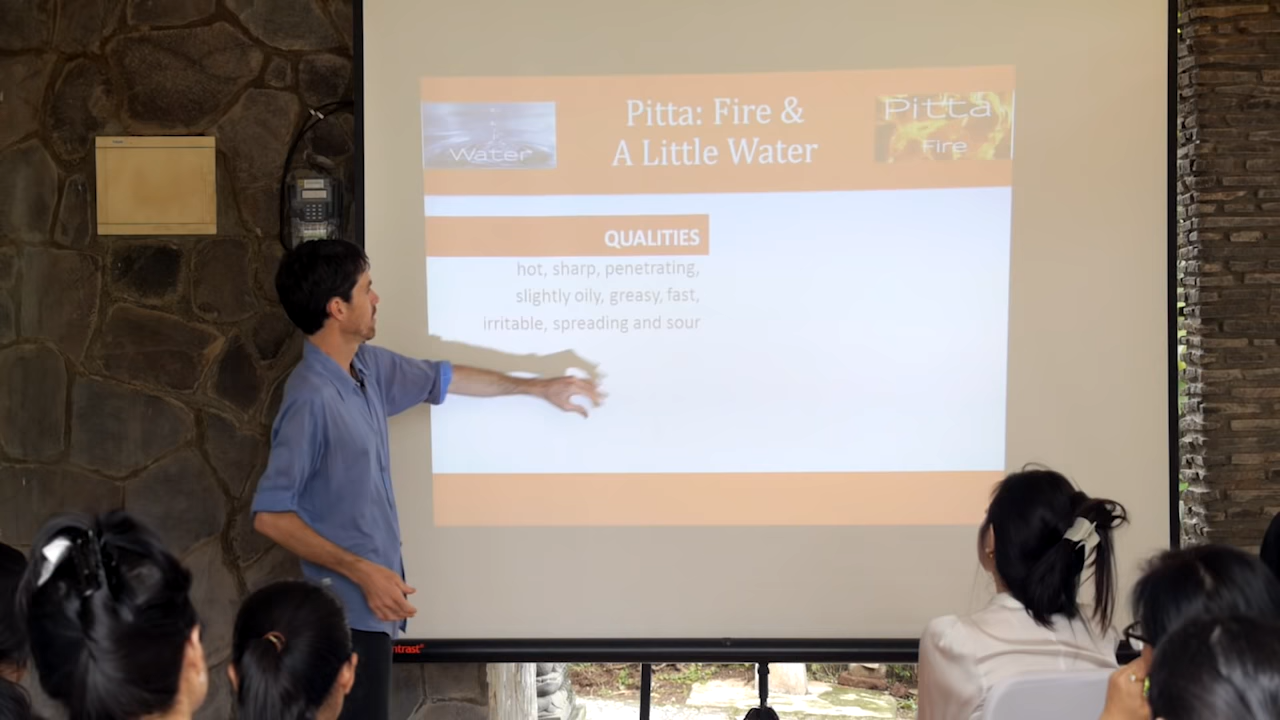 Pitta: Fire &
A Little Water
Water
Pitta
Fire
QUALITIES
hot, sharp, penetrating,
slightly oily, greasy, fast,
irritable, spreading and sour
ntrast®